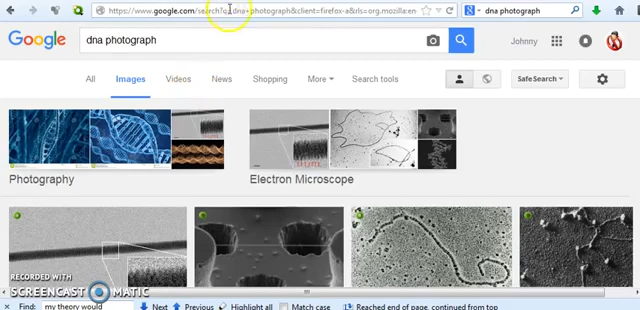 https://www.google.com/search?q=dna+photograph&client=firefox-a&rls=org.mozilla:en-
dna photograph
Google
dna photograph
Johnny
All
Images
Videos
News
Shopping
More
Search tools
SafeSearch
Photography
Electron Microscope
RECORDED WITH
SCREENCAST MATIC
Find:
my theory would
Next
Previous
Highlight all
Match case
Reached end of page, continued from top